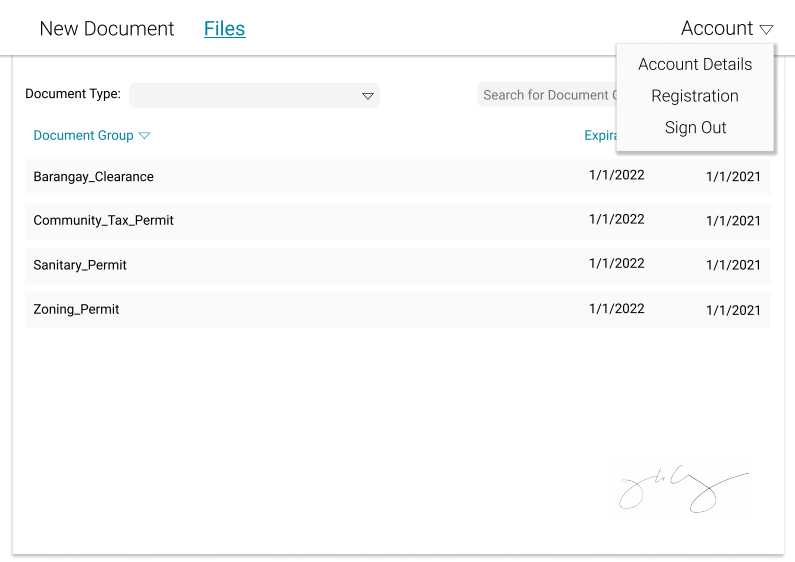 New Document Files Account
Account Details
Registration
Sign Out
Document Type: Search for Document
Document Group
Barangay_Clearance 1/1/2022 1/1/2021
Community_Tax_Permit 1/1/2022 1/1/2021
Sanitary_Permit 1/1/2022 1/1/2021
Zoning_Permit 1/1/2022 1/1/2021